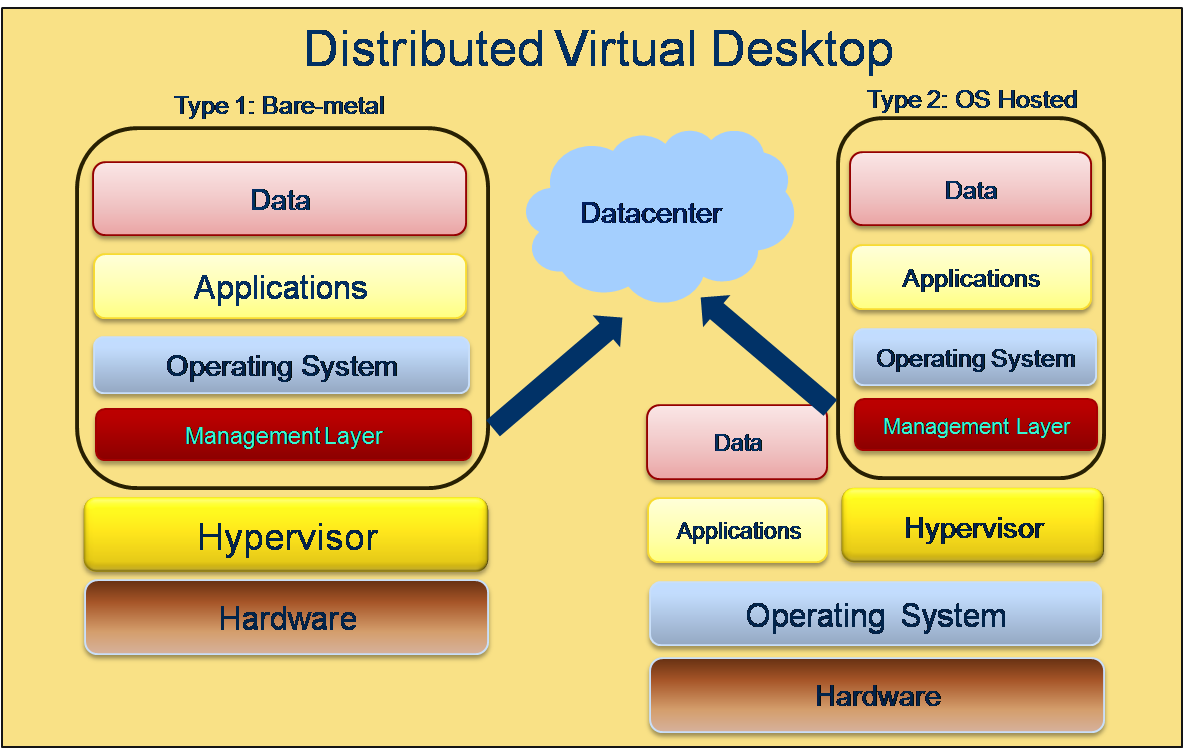 Distributed Virtual Desktop
Type 1: Bare-metal
Data
Applications
Operating System
Management Layer
Hypervisor
Hardware
Datacenter
Type 2: OS Hosted
Data
Applications
Operating System
Management Layer
Data
Applications
Hypervisor
Operating System
Hardware